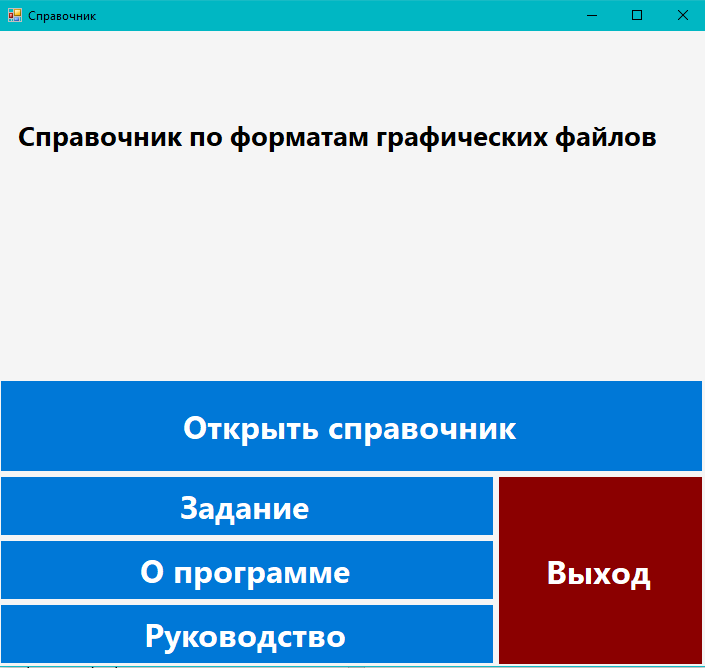 Справочник
Справочник по форматам графических файлов
Открыть справочник
Задание
О программе
Руководство
Выход